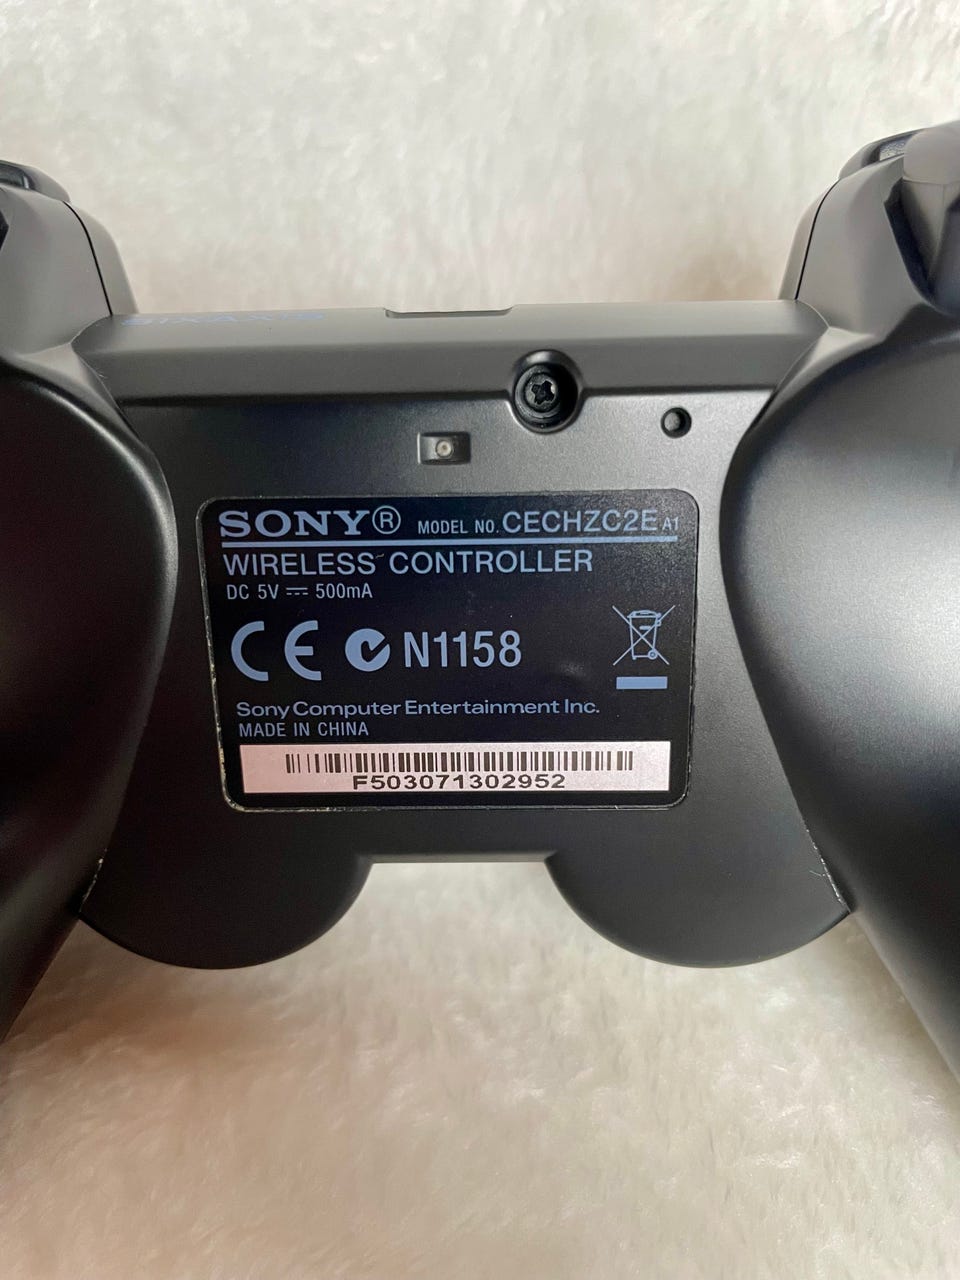 SIXAXIS
SONY® MODEL NO. CECHZC2E A1
WIRELESS CONTROLLER
DC 5V ⎓ 500mA
CE N1158
Sony Computer Entertainment Inc.
MADE IN CHINA
F503071302952